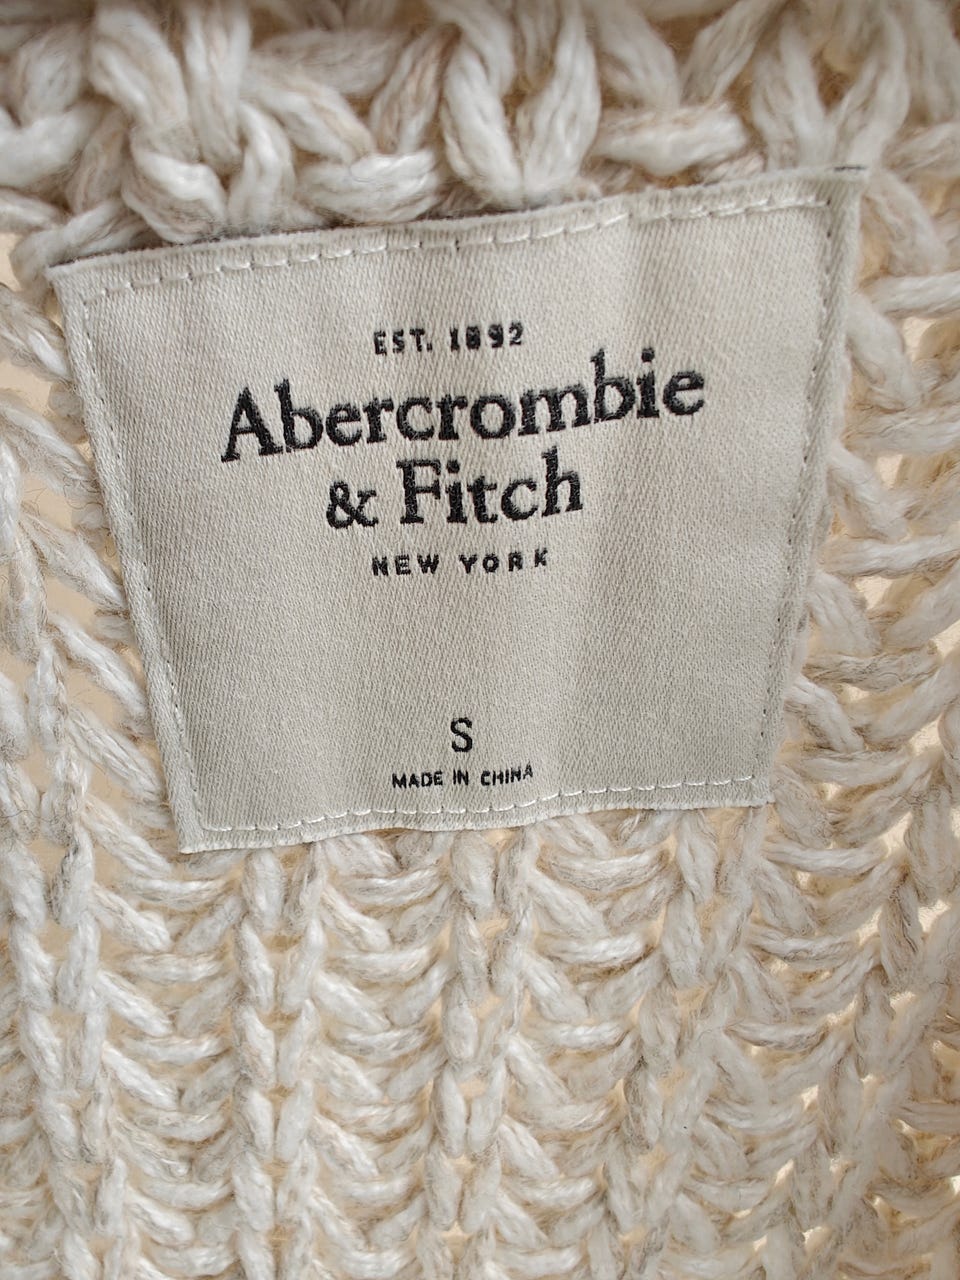 EST. 1892
Abercrombie
& Fitch
NEW YORK
S
MADE IN CHINA